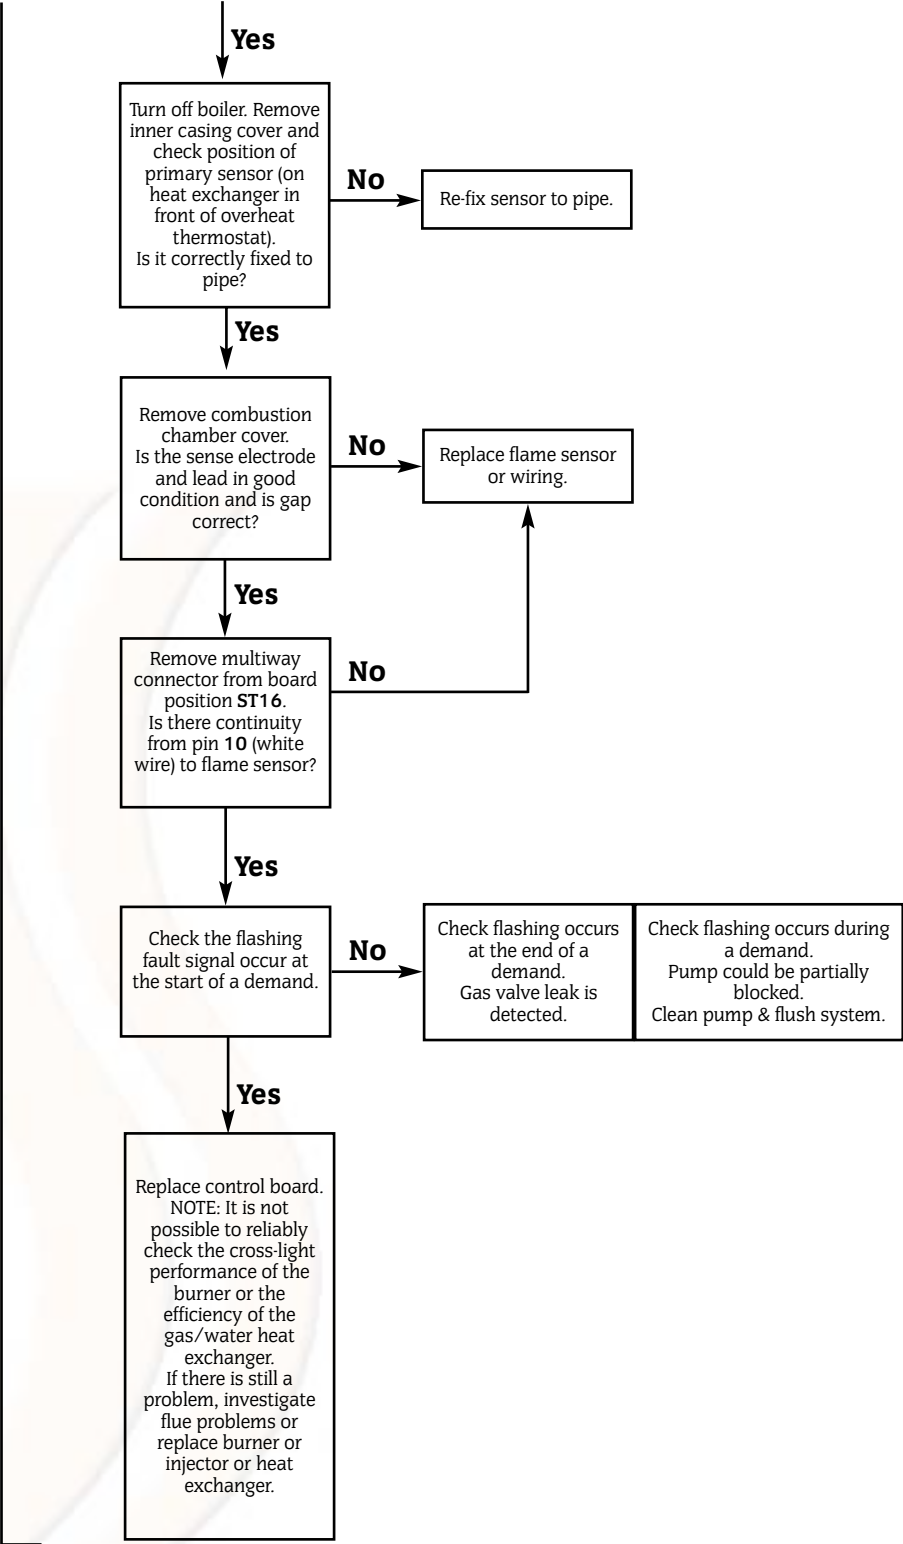 Yes
Turn off boiler. Remove
inner casing cover and
check position of
primary sensor (on
heat exchanger in
front of overheat
thermostat).
Is it correctly fixed to
pipe?
No
Re-fix sensor to pipe.
Yes
Remove combustion
chamber cover.
Is the sense electrode
and lead in good
condition and is gap
correct?
No
Replace flame sensor
or wiring.
Yes
Remove multiway
connector from board
position ST16.
Is there continuity
from pin 10 (white
wire) to flame sensor?
No
Yes
Check the flashing
fault signal occur at
the start of a demand.
No
Check flashing occurs
at the end of a
demand.
Gas valve leak is
detected.
Check flashing occurs during
a demand.
Pump could be partially
blocked.
Clean pump & flush system.
Yes
Replace control board.
NOTE: It is not
possible to reliably
check the cross-light
performance of the
burner or the
efficiency of the
gas/water heat
exchanger.
If there is still a
problem, investigate
flue problems or
replace burner or
injector or heat
exchanger.